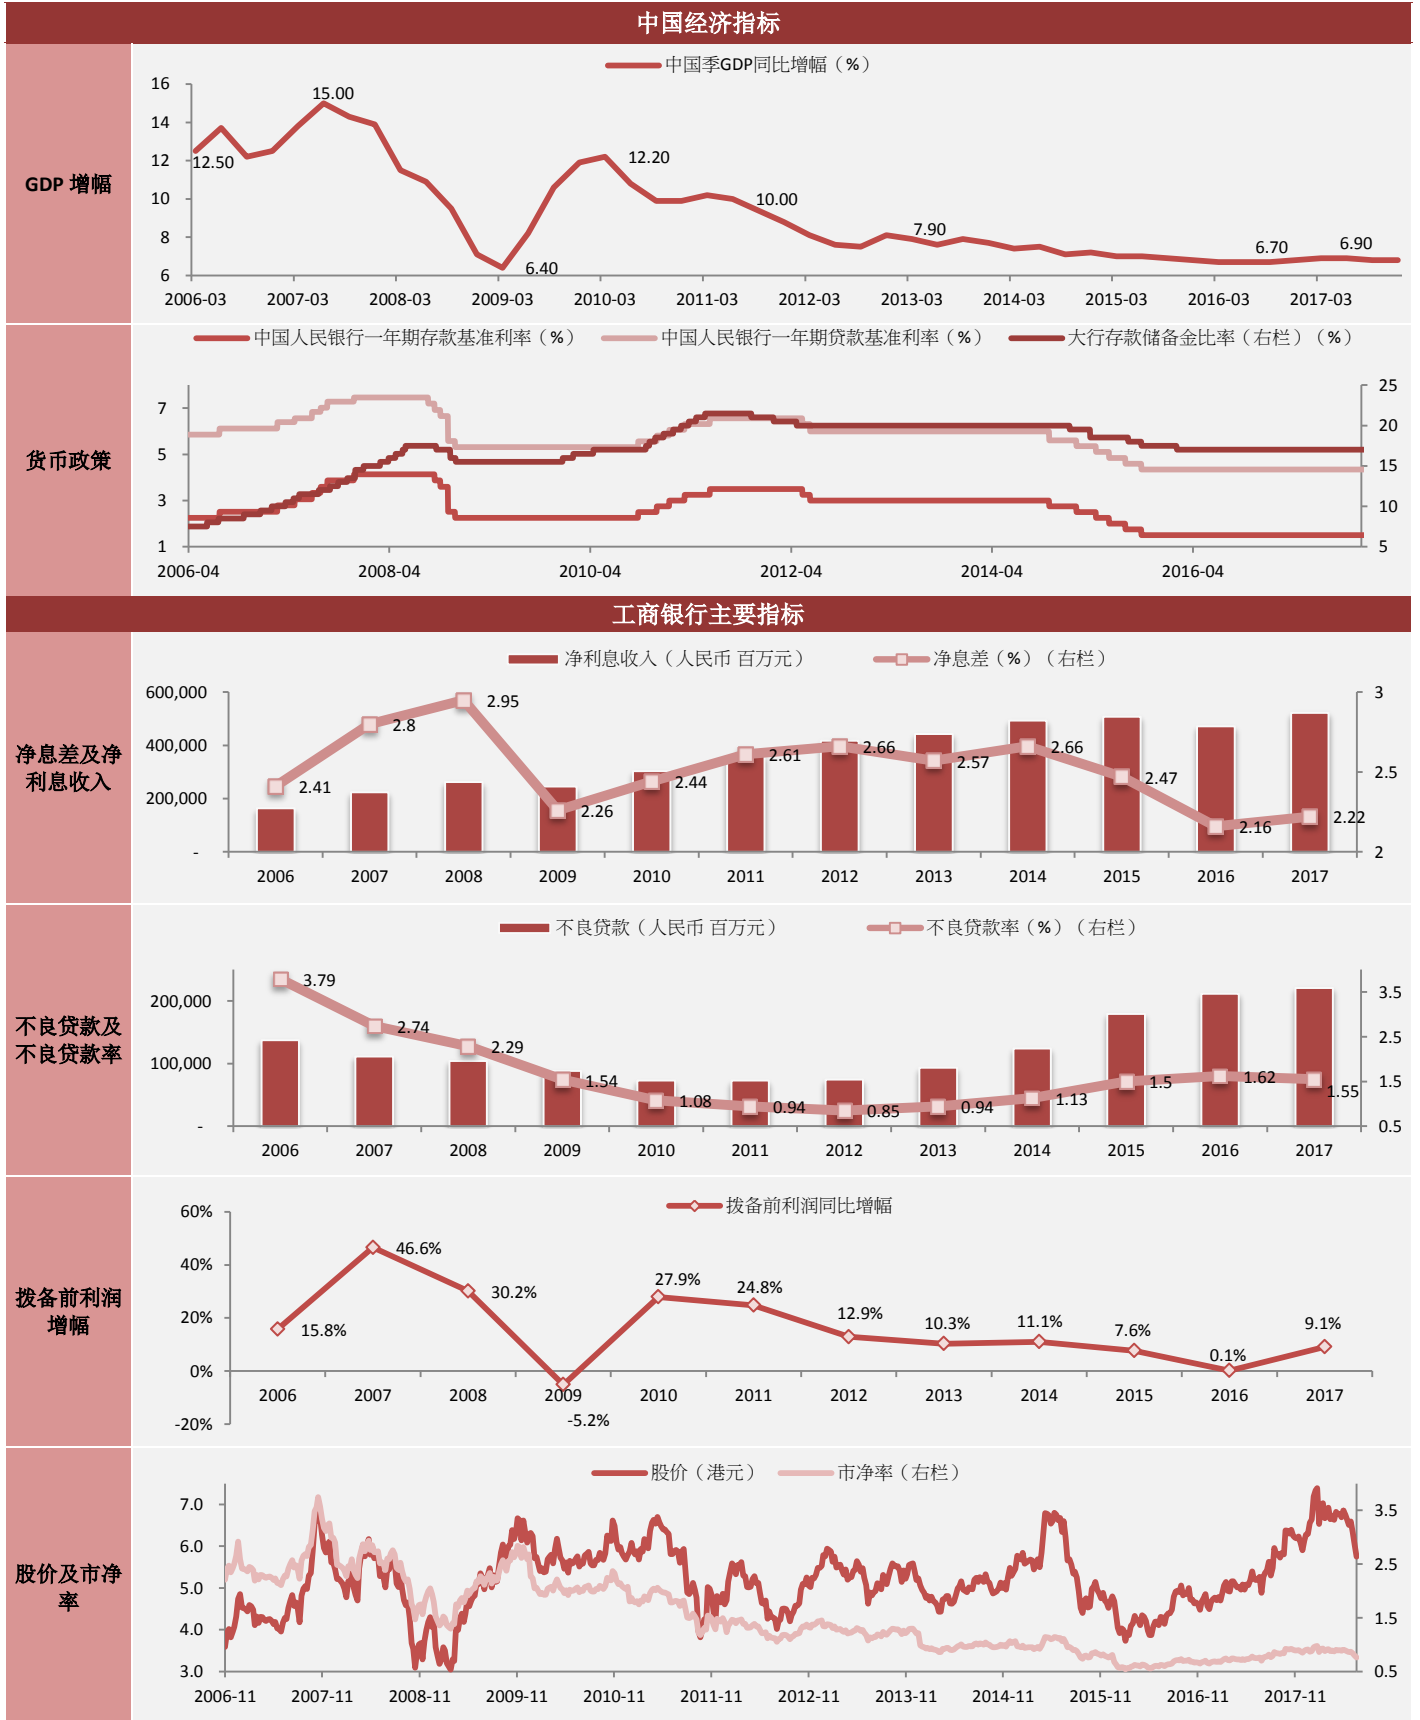 中国经济指标
GDP 增幅
中国季GDP同比增幅（%）
16
14
12
10
8
6
12.50
15.00
6.40
12.20
10.00
7.90
6.70
6.90
2006-03 2007-03 2008-03 2009-03 2010-03 2011-03 2012-03 2013-03 2014-03 2015-03 2016-03 2017-03
货币政策
中国人民银行一年期存款基准利率（%） 中国人民银行一年期贷款基准利率（%） 大行存款储备金比率（右栏）（%）
7
5
3
1
25
20
15
10
5
2006-04 2008-04 2010-04 2012-04 2014-04 2016-04
工商银行主要指标
净息差及净
利息收入
净利息收入（人民币 百万元） 净息差（%）（右栏）
600,000
400,000
200,000
-
3
2.5
2
2.41 2.8 2.95 2.26 2.44 2.61 2.66 2.57 2.66 2.47 2.16 2.22
2006 2007 2008 2009 2010 2011 2012 2013 2014 2015 2016 2017
不良贷款及
不良贷款率
不良贷款（人民币 百万元） 不良贷款率（%）（右栏）
200,000
100,000
-
3.5
2.5
1.5
0.5
3.79 2.74 2.29 1.54 1.08 0.94 0.85 0.94 1.13 1.5 1.62 1.55
2006 2007 2008 2009 2010 2011 2012 2013 2014 2015 2016 2017
拨备前利润
增幅
拨备前利润同比增幅
60%
40%
20%
0%
-20%
15.8% 46.6% 30.2% -5.2% 27.9% 24.8% 12.9% 10.3% 11.1% 7.6% 0.1% 9.1%
2006 2007 2008 2009 2010 2011 2012 2013 2014 2015 2016 2017
股价及市净
率
股价（港元） 市净率（右栏）
7.0
6.0
5.0
4.0
3.0
3.5
2.5
1.5
0.5
2006-11 2007-11 2008-11 2009-11 2010-11 2011-11 2012-11 2013-11 2014-11 2015-11 2016-11 2017-11